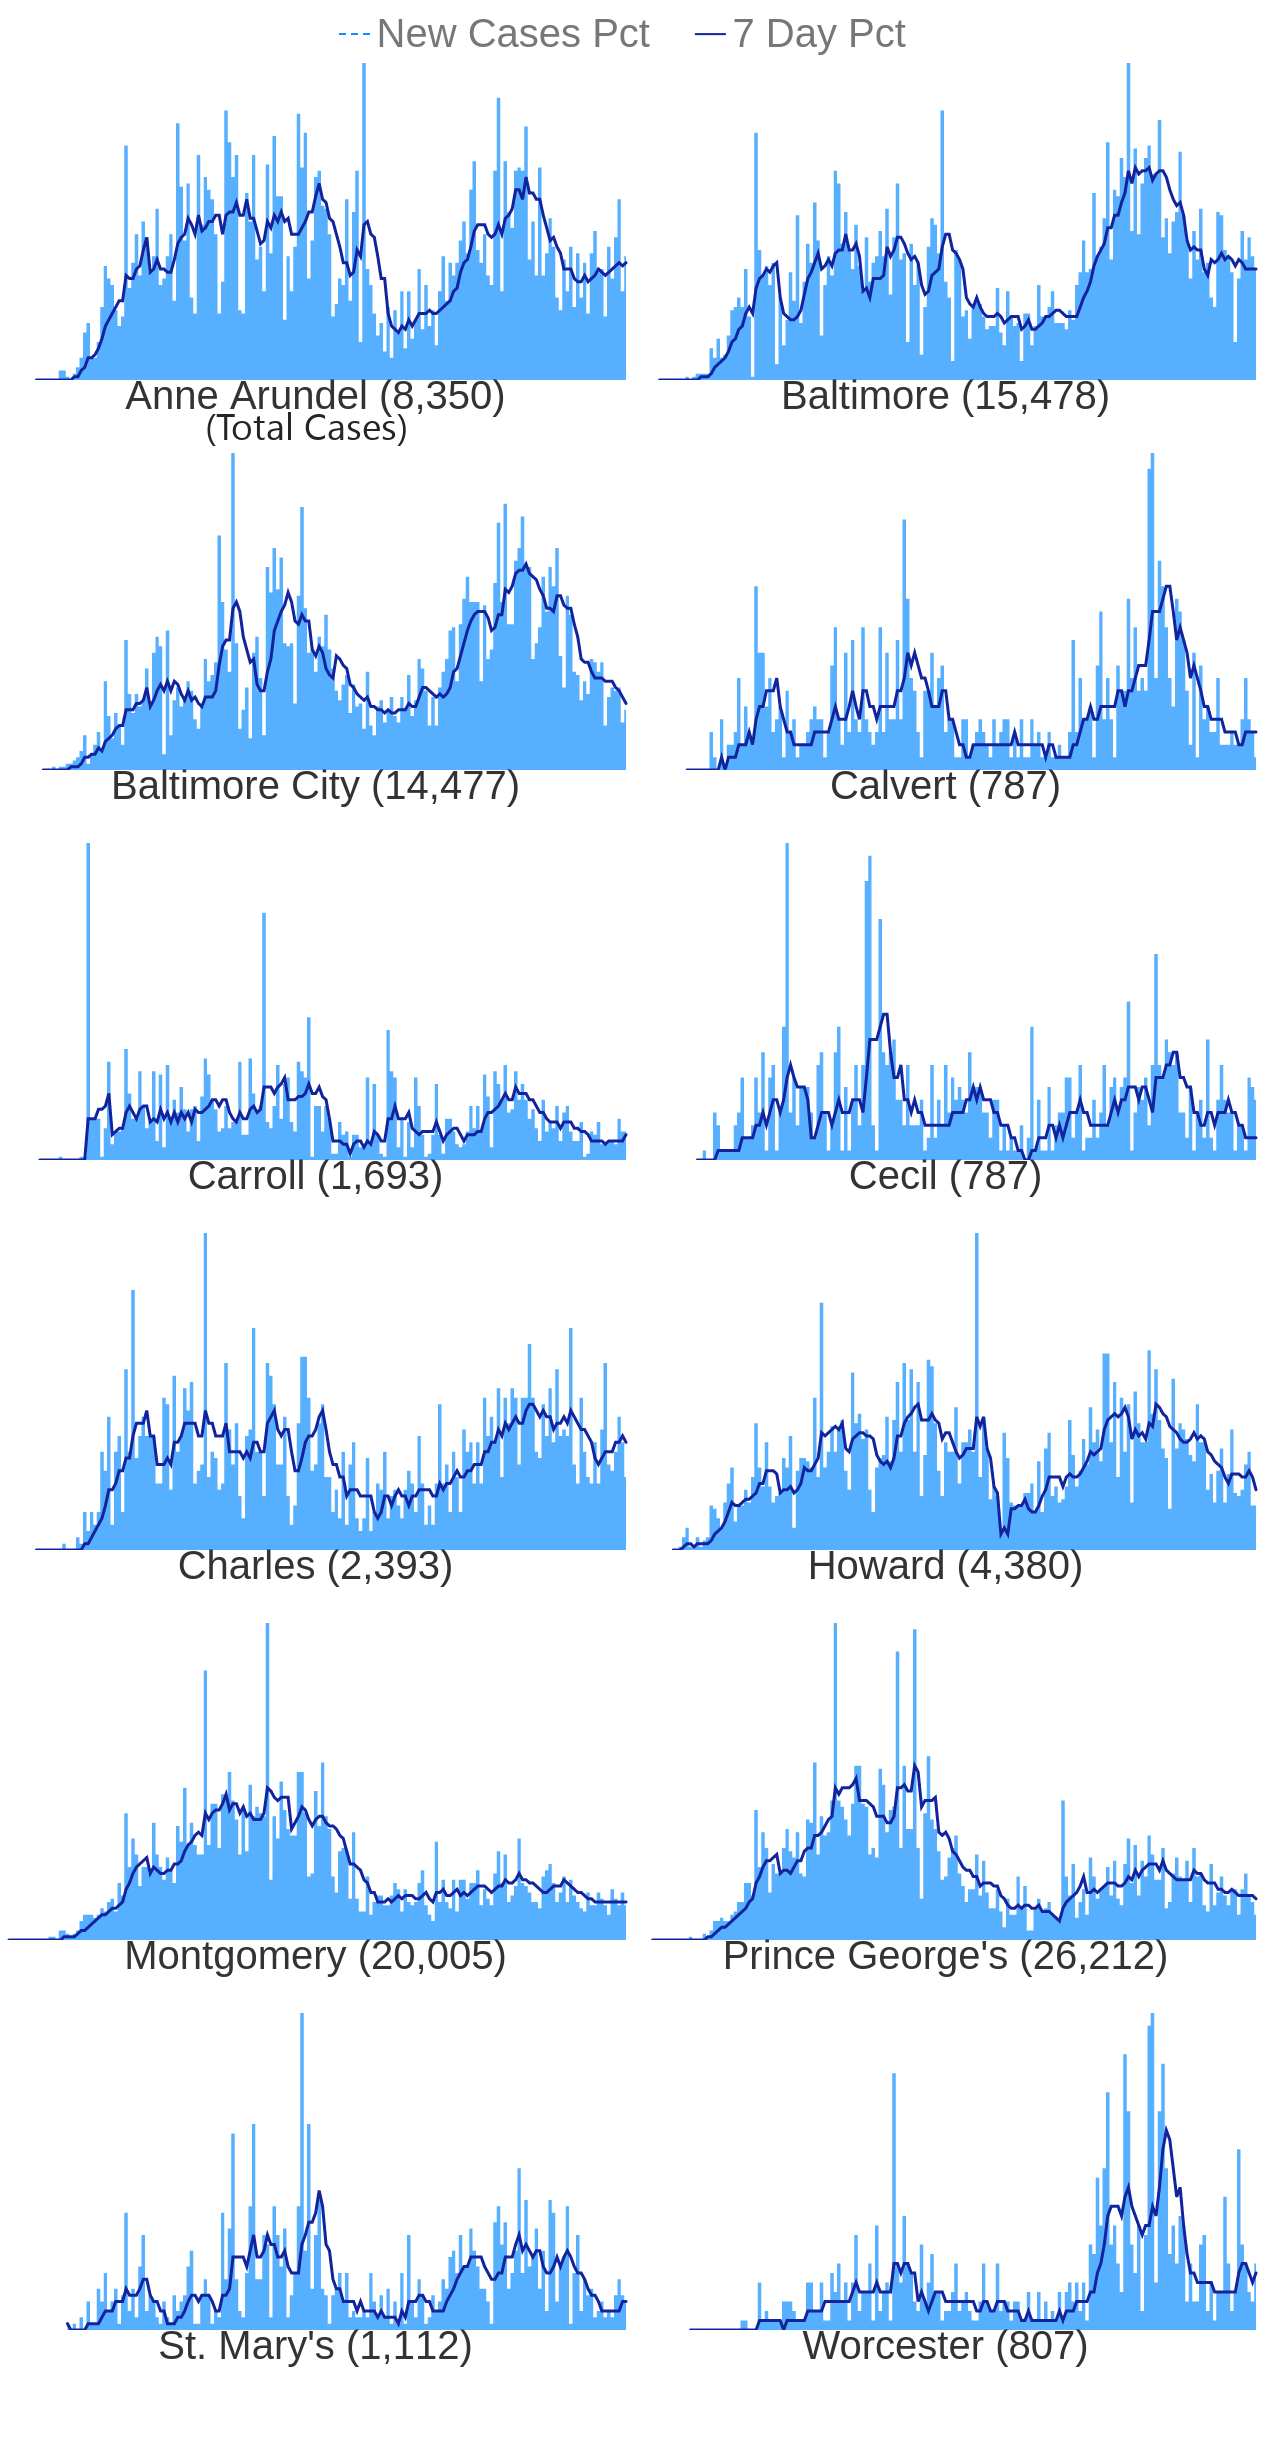 New Cases Pct 7 Day Pct
Anne Arundel (8,350) Baltimore (15,478)
(Total Cases)
Baltimore City (14,477) Calvert (787)
Carroll (1,693) Cecil (787)
Charles (2,393) Howard (4,380)
Montgomery (20,005) Prince George's (26,212)
St. Mary's (1,112) Worcester (807)